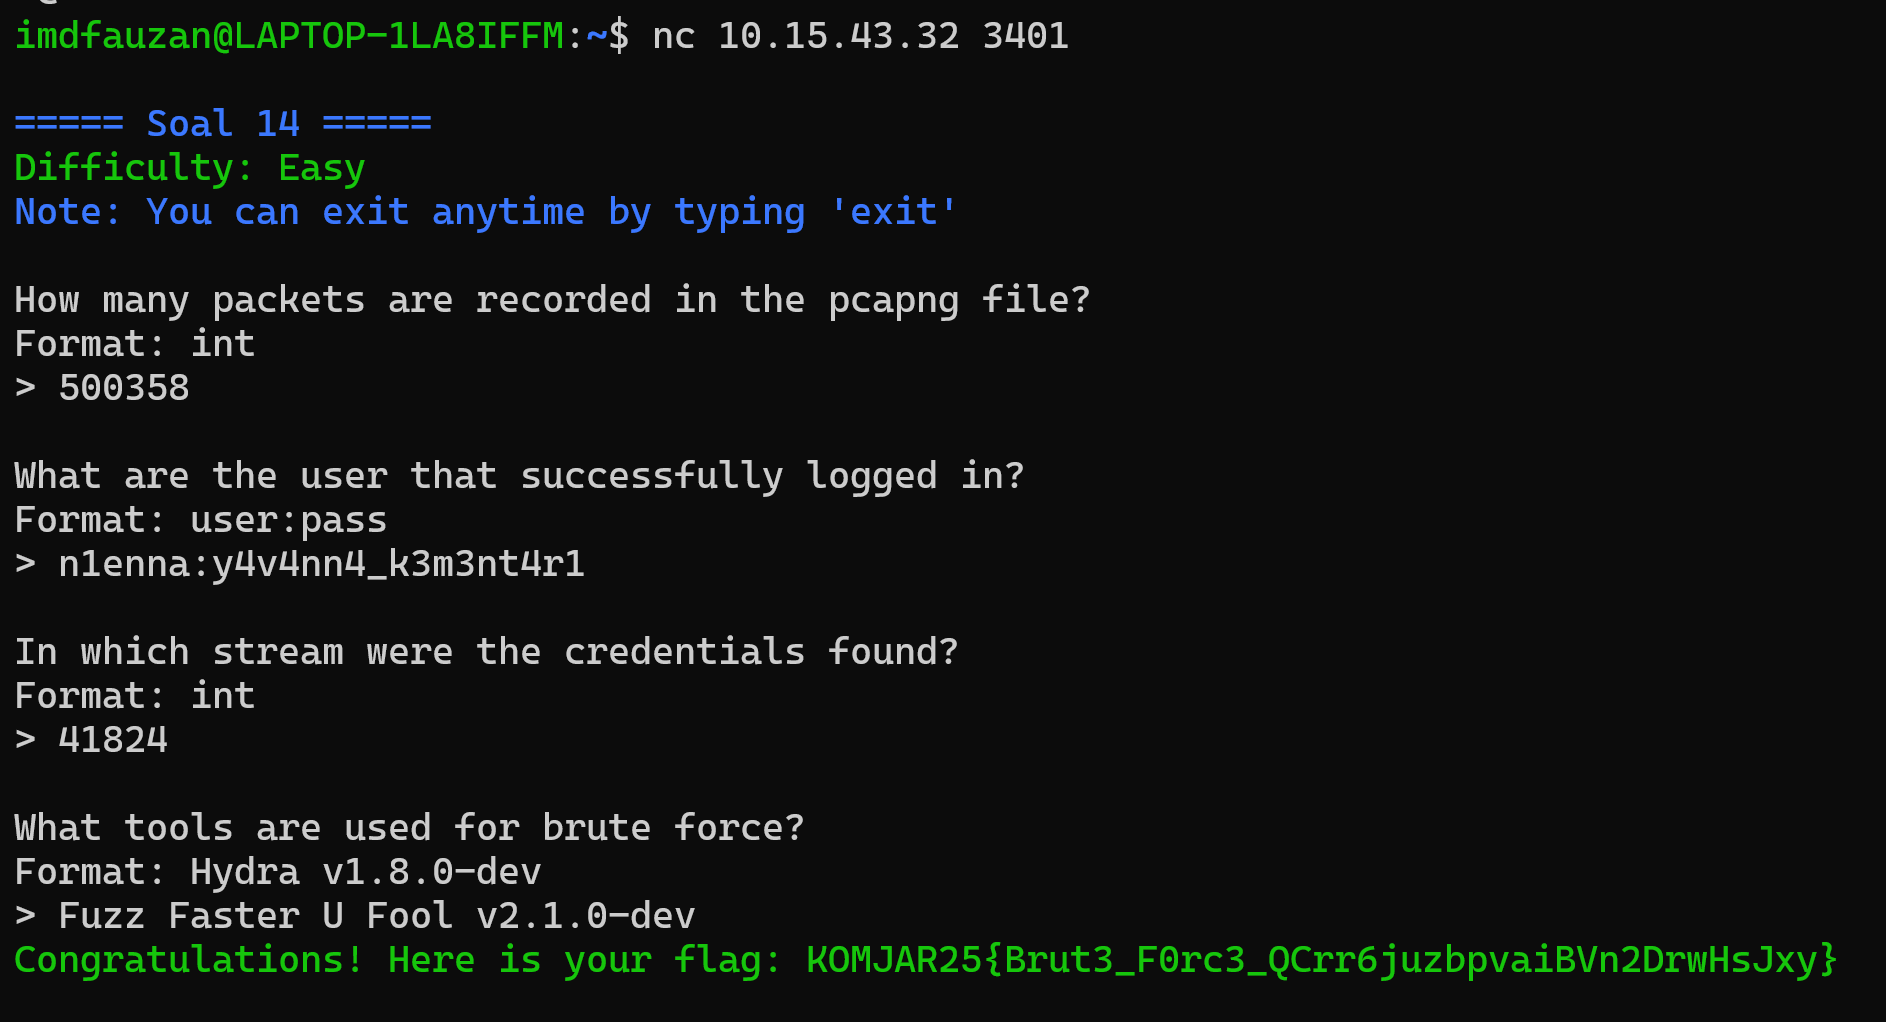 imdfauzan@LAPTOP-1LA8IFFM:~$ nc 10.15.43.32 3401
===== Soal 14 =====
Difficulty: Easy
Note: You can exit anytime by typing 'exit'
How many packets are recorded in the pcapng file?
Format: int
> 500358
What are the user that successfully logged in?
Format: user:pass
> n1enna:y4v4nn4_k3m3nt4r1
In which stream were the credentials found?
Format: int
> 41824
What tools are used for brute force?
Format: Hydra v1.8.0-dev
> Fuzz Faster U Fool v2.1.0-dev
Congratulations! Here is your flag: KOMJAR25{Brut3_F0rc3_QCrr6juzbpvaiBVn2DrwHsJxy}